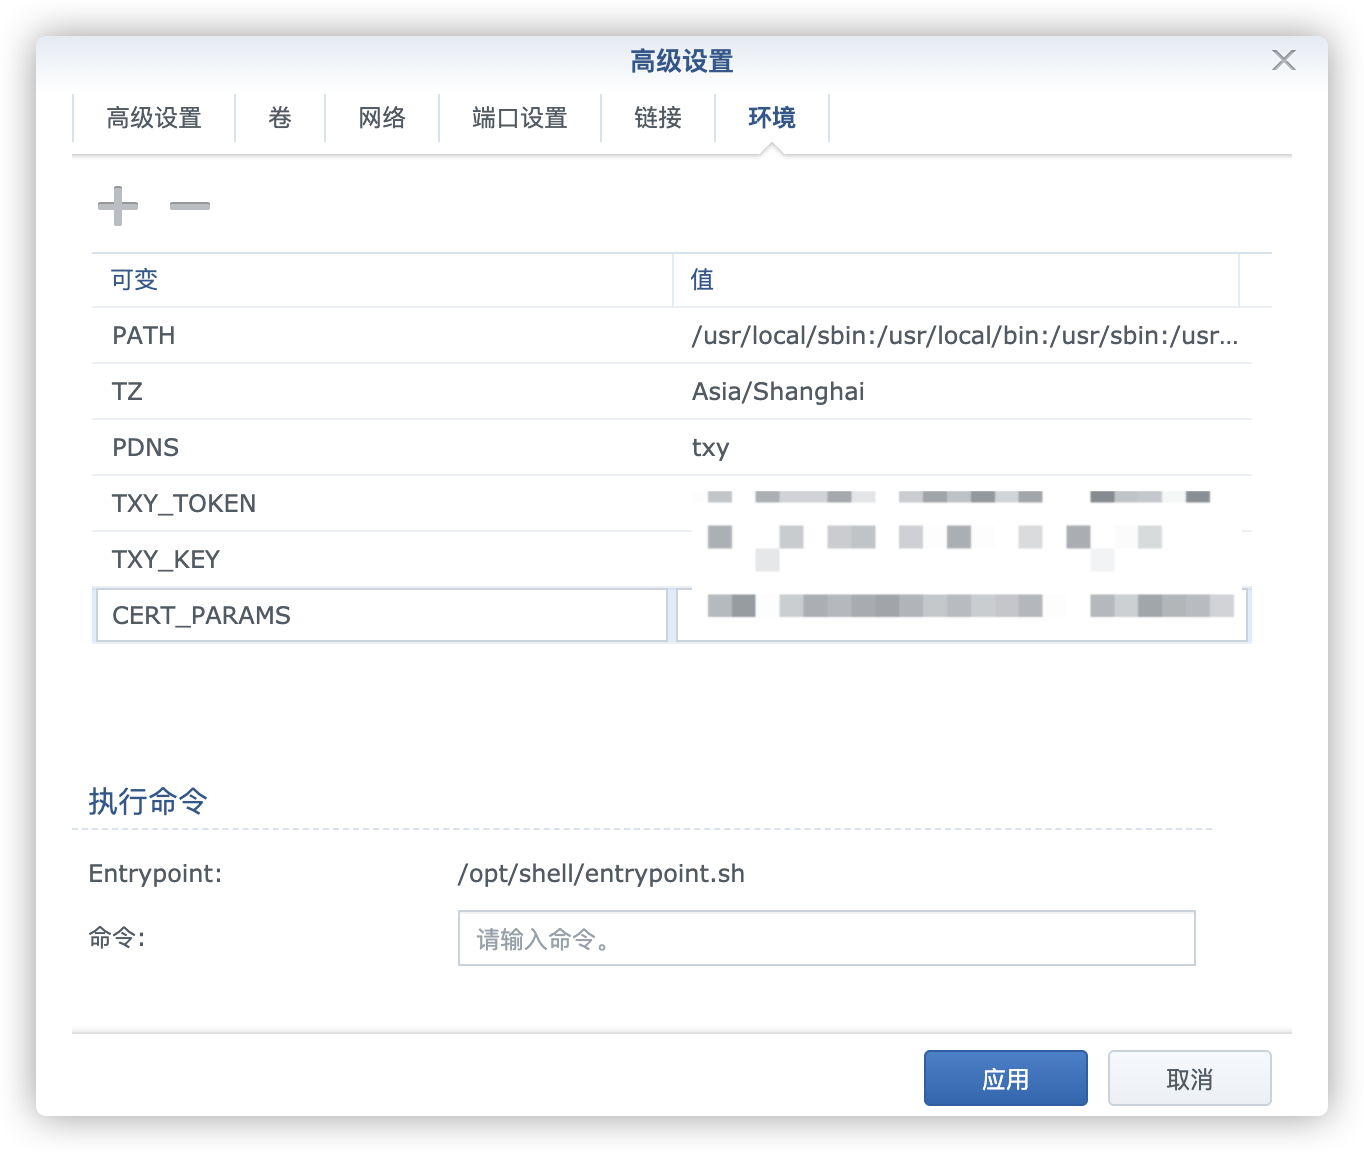 高级设置
高级设置 卷 网络 端口设置 链接 环境
可变 值
PATH /usr/local/sbin:/usr/local/bin:/usr/sbin:/usr...
TZ Asia/Shanghai
PDNS txy
TXY_TOKEN
TXY_KEY
CERT_PARAMS
执行命令
Entrypoint: /opt/shell/entrypoint.sh
命令: 请输入命令。
应用 取消